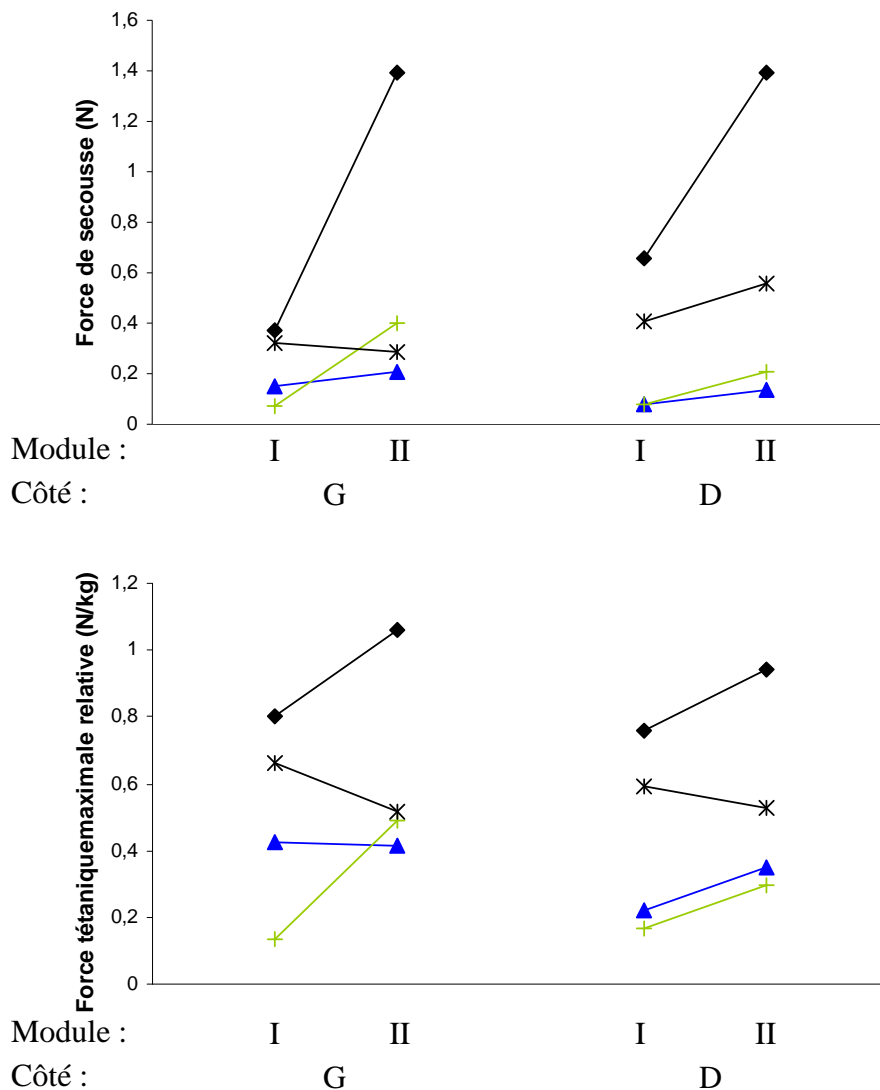 Force de secousse (N)
1,6
1,4
1,2
1
0,8
0,6
0,4
0,2
0
Module : I II I II
Côté : G D
Force tétaniquemaximale relative (N/kg)
1,2
1
0,8
0,6
0,4
0,2
0
Module : I II I II
Côté : G D